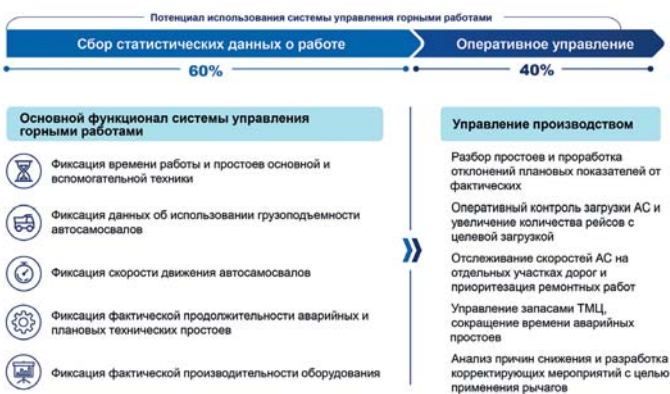 Потенциал использования системы управления горными работами
Сбор статистических данных о работе
Оперативное управление
60%
40%
Основной функционал системы управления
горными работами
Фиксация времени работы и простоев основной и
вспомогательной техники
Фиксация данных об использовании грузоподъемности
автосамосвалов
Фиксация скорости движения автосамосвалов
Фиксация фактической продолжительности аварийных и
плановых технических простоев
Фиксация фактической производительности оборудования
Управление производством
Разбор простоев и проработка
отклонений плановых показателей от
фактических
Оперативный контроль загрузки АС и
увеличение количества рейсов с
целевой загрузкой
Отслеживание скоростей АС на
отдельных участках дорог и
приоритезация ремонтных работ
Управление запасами ТМЦ,
сокращение времени аварийных
простоев
Анализ причин снижения и разработка
корректирующих мероприятий с целью
применения рычагов